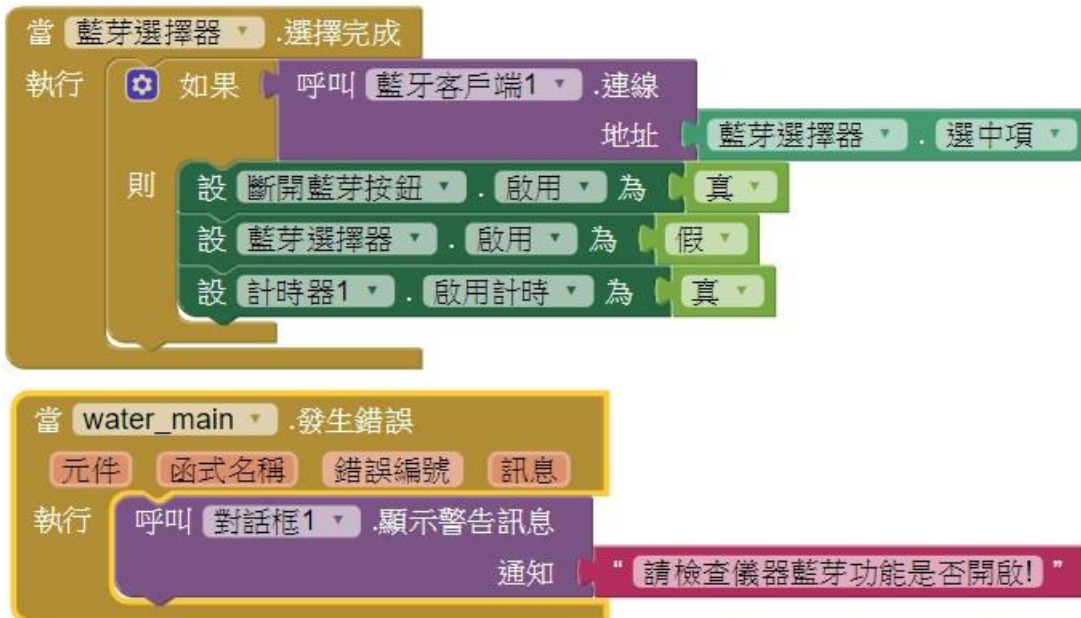 當 藍芽選擇器 .選擇完成
執行 如果 呼叫 藍牙客戶端1 .連線
地址 藍芽選擇器 . 選中項
則 設 斷開藍芽按鈕 . 啟用 為 真
設 藍芽選擇器 . 啟用 為 假
設 計時器1 . 啟用計時 為 真
當 water_main .發生錯誤
元件 函式名稱 錯誤編號 訊息
執行 呼叫 對話框1 .顯示警告訊息
通知 " 請檢查儀器藍芽功能是否開啟! "